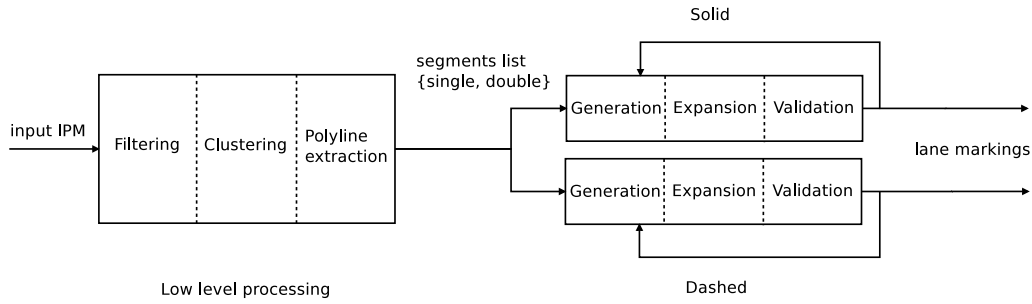 input IPM
Filtering
Clustering
Polyline
extraction
Low level processing
segments list
{single, double}
Solid
Generation
Expansion
Validation
Generation
Expansion
Validation
Dashed
lane markings